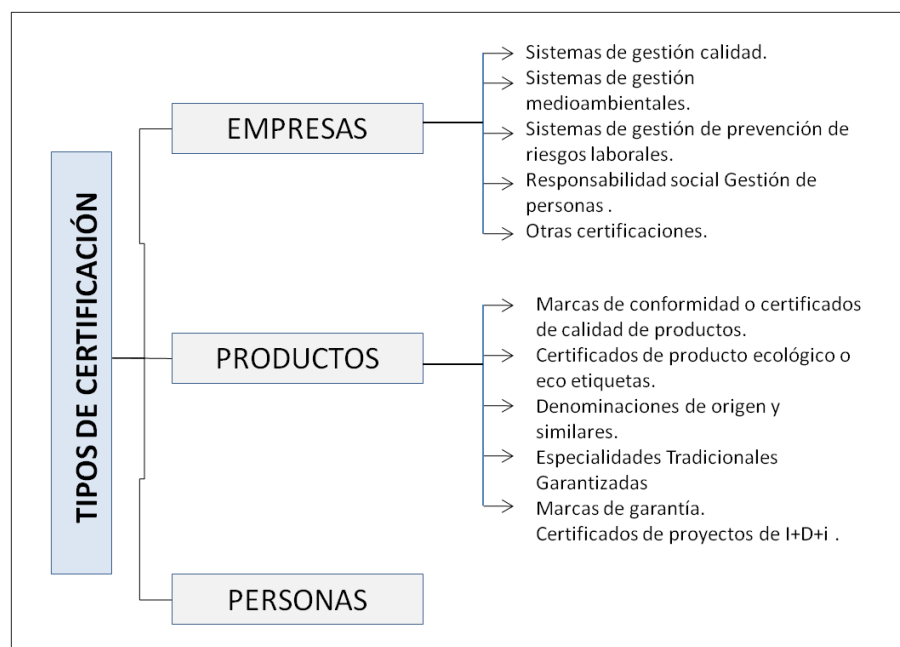 TIPOS DE CERTIFICACIÓN
EMPRESAS
Sistemas de gestión calidad.
Sistemas de gestión
medioambientales.
Sistemas de gestión de prevención de
riesgos laborales.
Responsabilidad social Gestión de
personas .
Otras certificaciones.
PRODUCTOS
Marcas de conformidad o certificados
de calidad de productos.
Certificados de producto ecológico o
eco etiquetas.
Denominaciones de origen y
similares.
Especialidades Tradicionales
Garantizadas
Marcas de garantía.
Certificados de proyectos de I+D+i .
PERSONAS